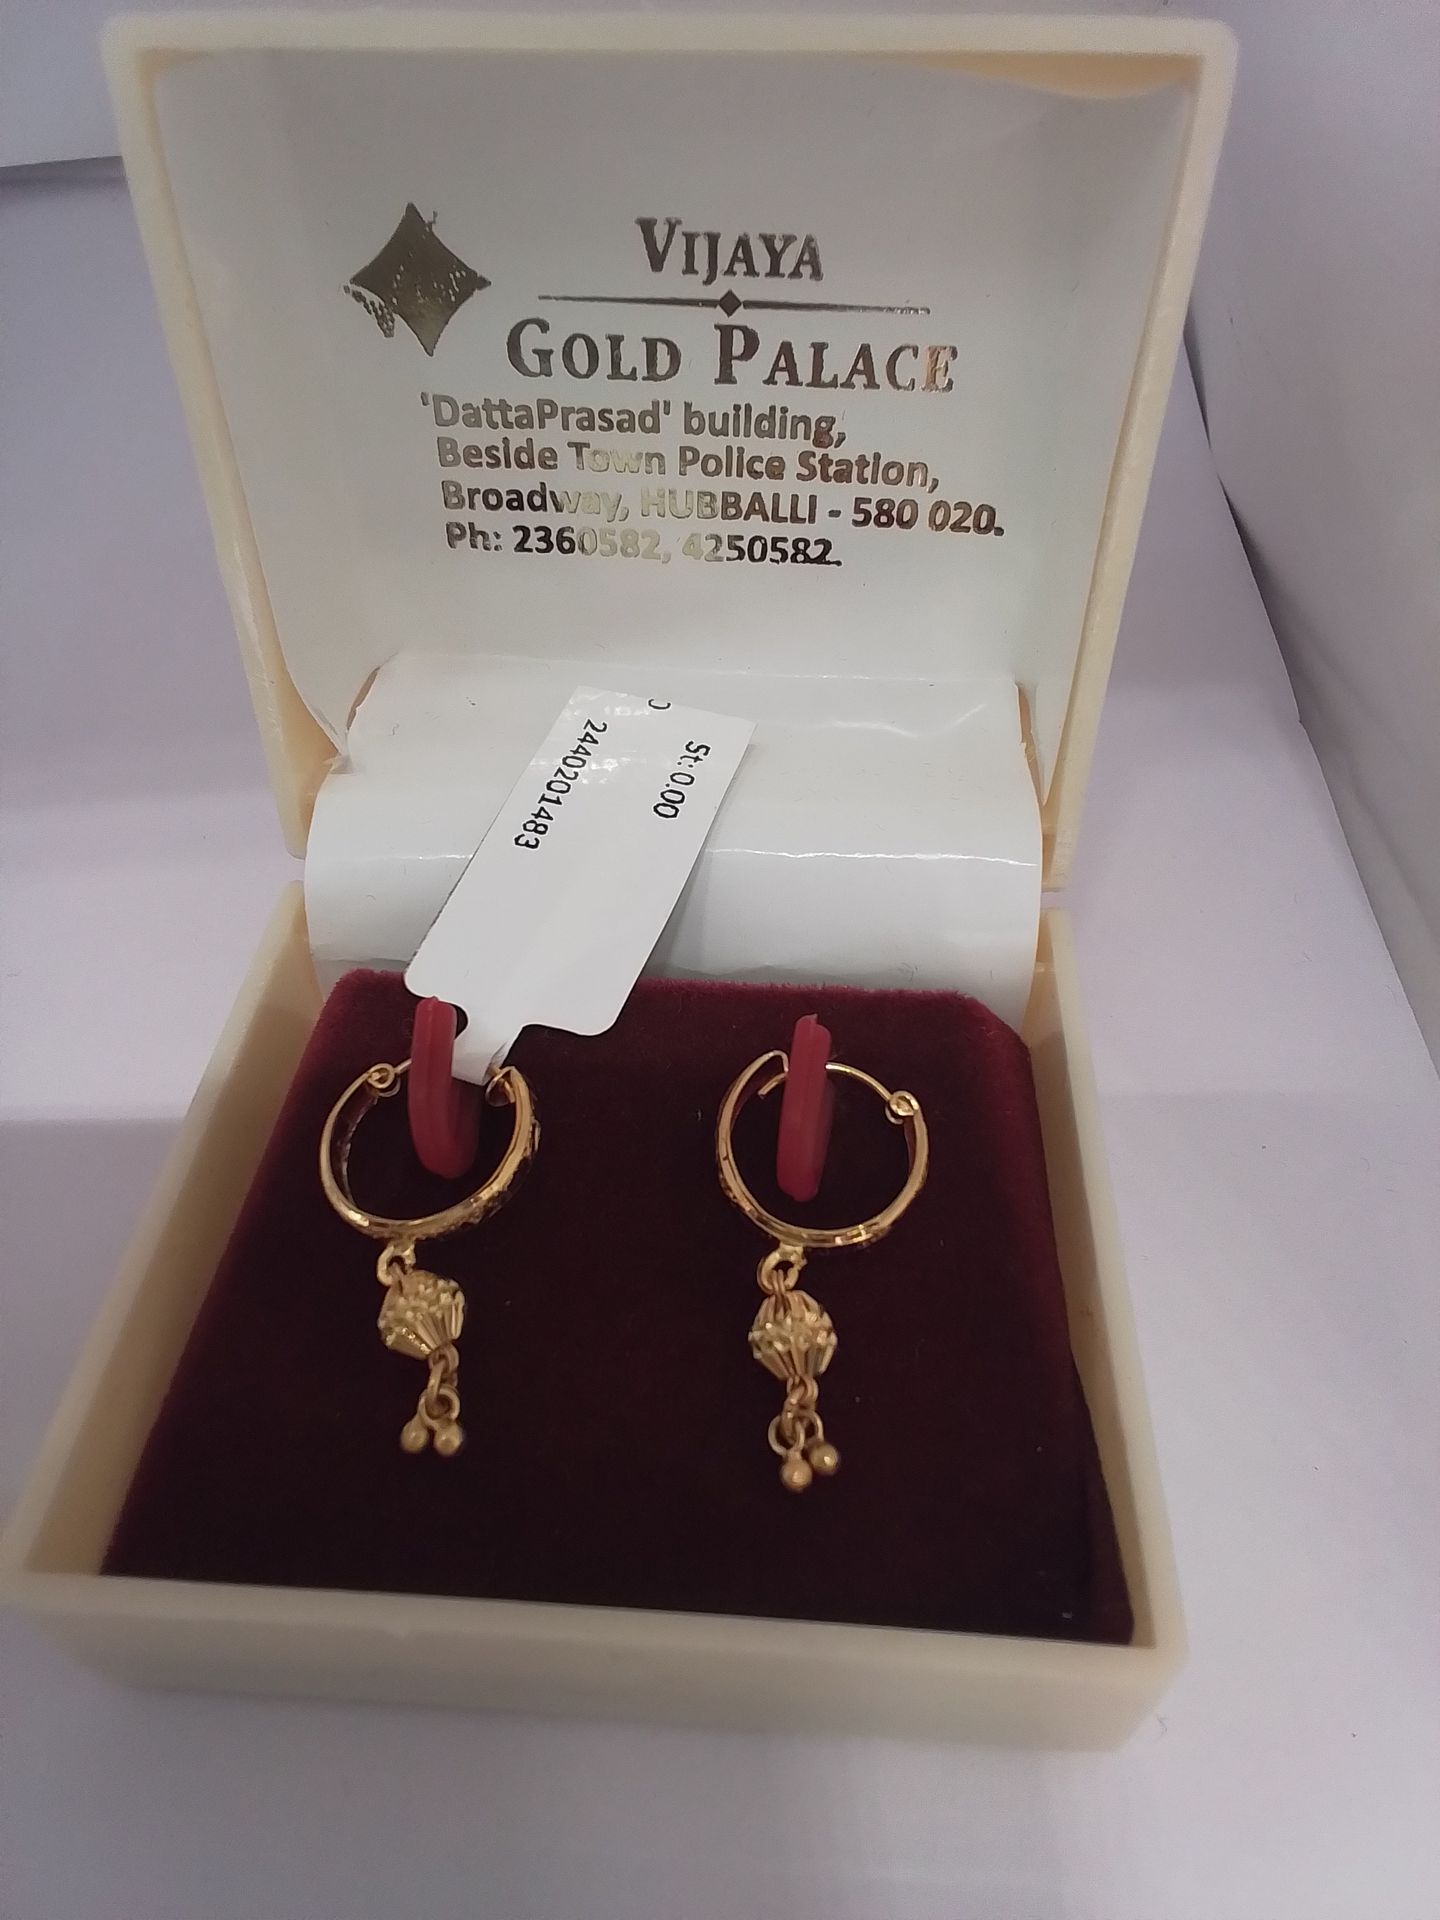 VIJAYA
GOLD PALACE
'DattaPrasad' building,
Beside Town Police Station,
Broadway, HUBBALLI - 580 020.
Ph: 2360582, 4250582.
St: 0.00
2440201483